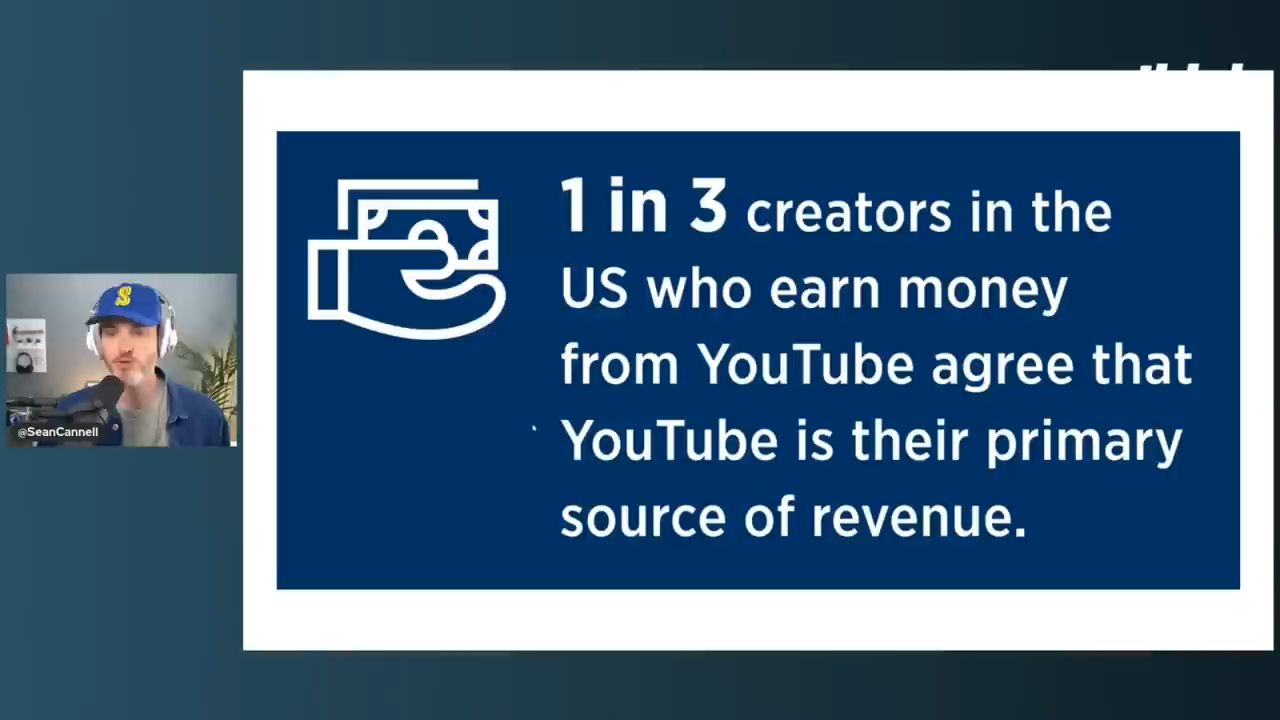 1 in 3 creators in the
US who earn money
from YouTube agree that
YouTube is their primary
source of revenue.
S
@SeanCannell